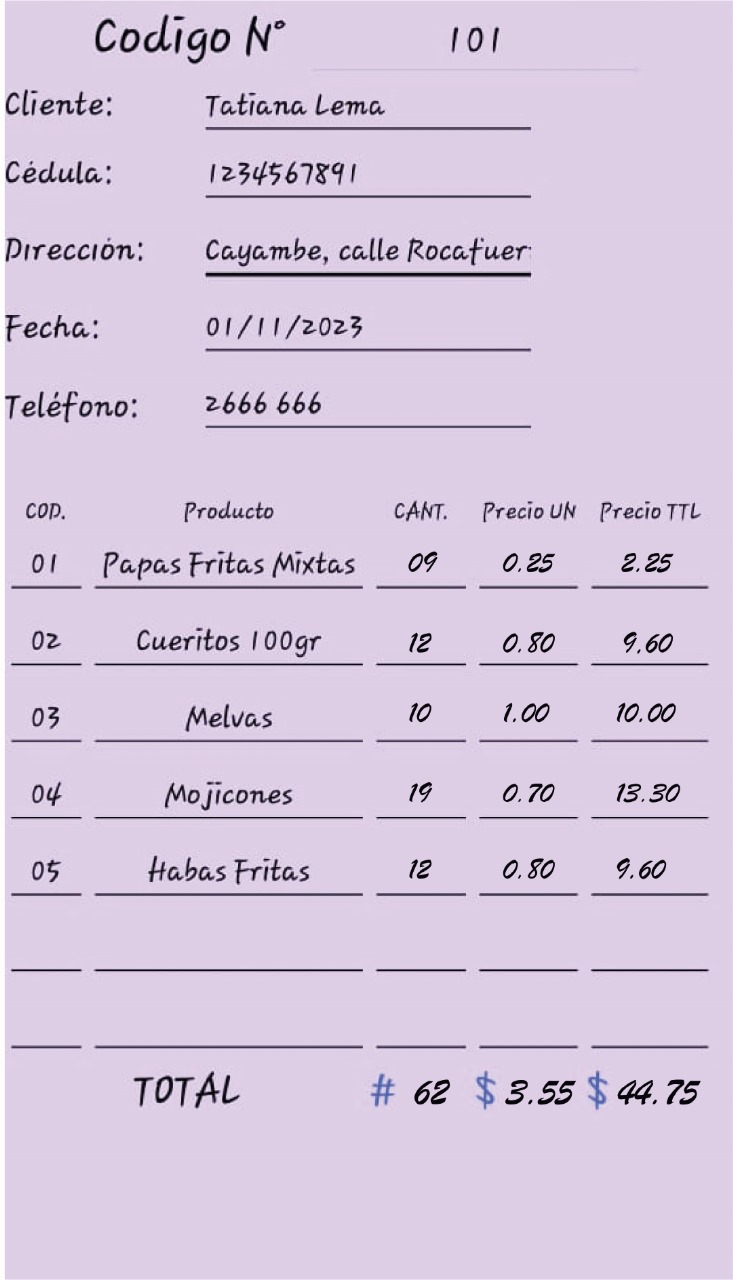 Codigo N° 101
Cliente: Tatiana Lema
Cédula: 1234567891
Dirección: Cayambe, calle Rocafuer
Fecha: 01/11/2023
Teléfono: 2666 666
COD. Producto CANT. Precio UN Precio TTL
01 Papas Fritas Mixtas 09 0.25 2.25
02 Cueritos 100gr 12 0.80 9.60
03 Melvas 10 1.00 10.00
04 Mojicones 19 0.70 13.30
05 Habas Fritas 12 0.80 9.60
TOTAL # 62 $ 3.55 $ 44.75